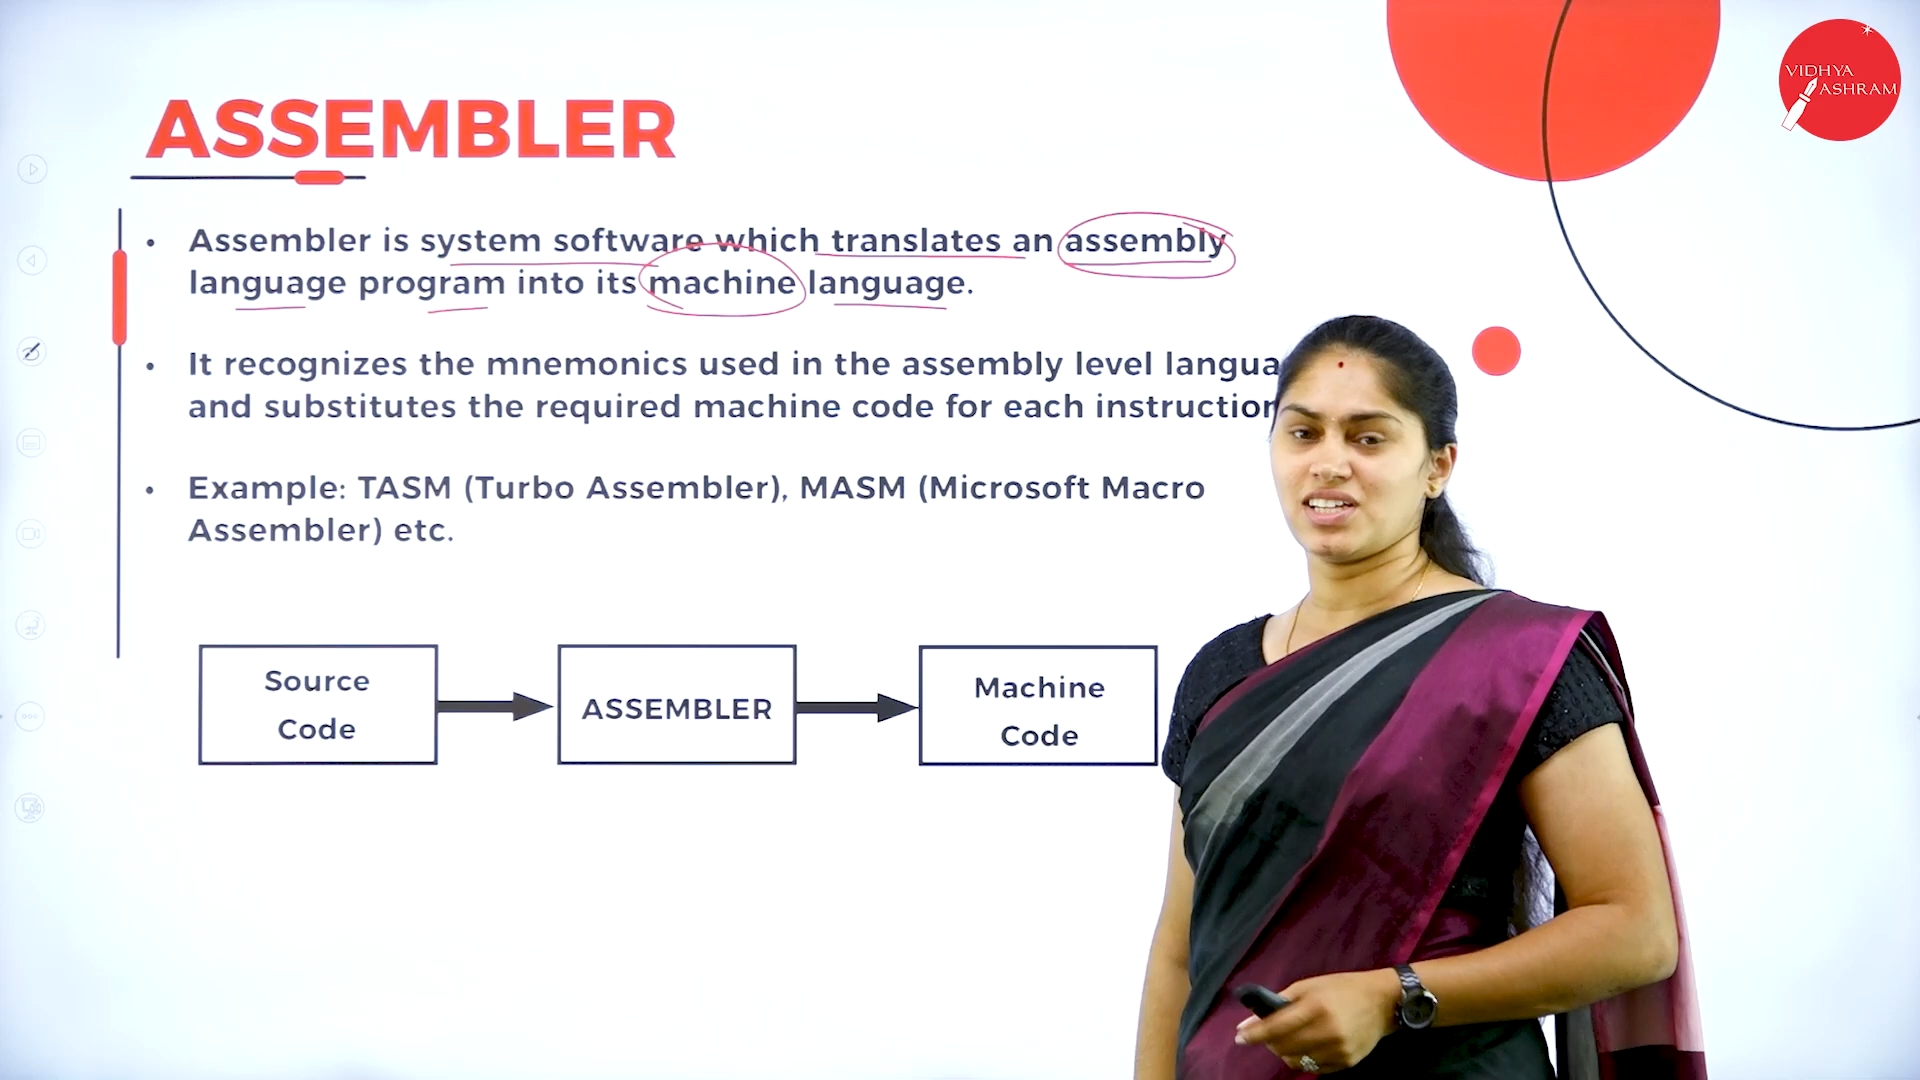 VIDHYA
ASHRAM
ASSEMBLER
• Assembler is system software which translates an assembly
language program into its machine language.
• It recognizes the mnemonics used in the assembly level langua
and substitutes the required machine code for each instruction
• Example: TASM (Turbo Assembler), MASM (Microsoft Macro
Assembler) etc.
Source
Code
ASSEMBLER
Machine
Code